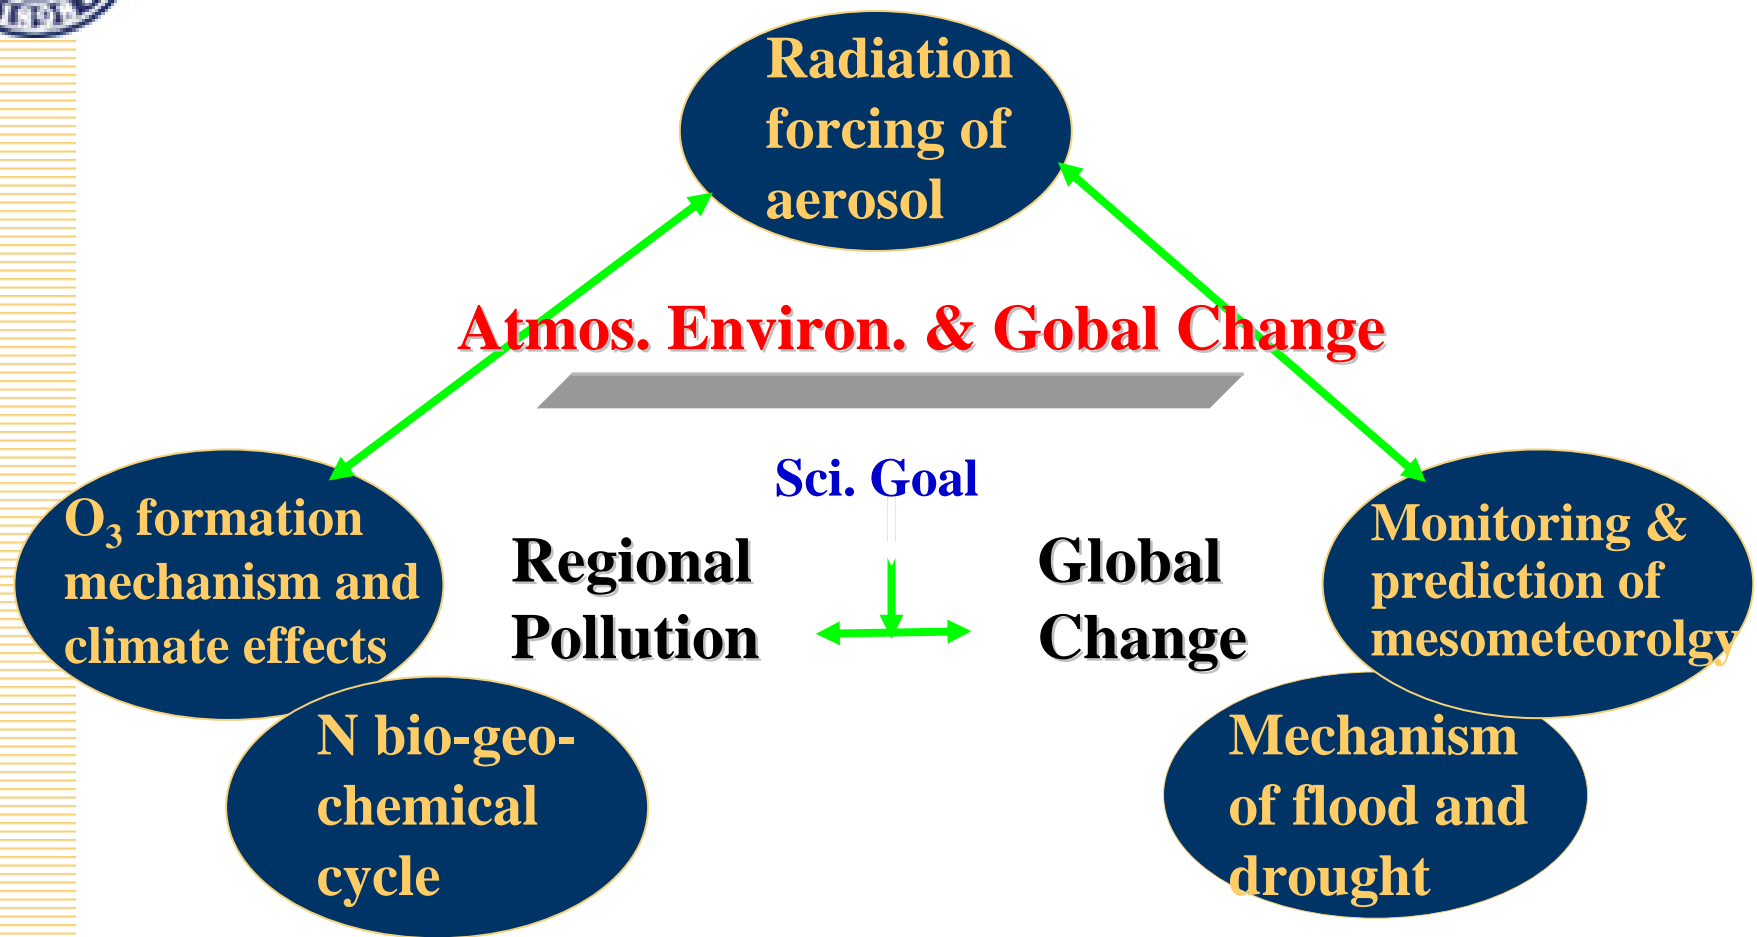 Radiation
forcing of
aerosol
Atmos. Environ. & Gobal Change
Sci. Goal
Regional
Pollution
Global
Change
O₃ formation
mechanism and
climate effects
N bio-geo-
chemical
cycle
Monitoring &
prediction of
mesometeorolgy
Mechanism
of flood and
drought